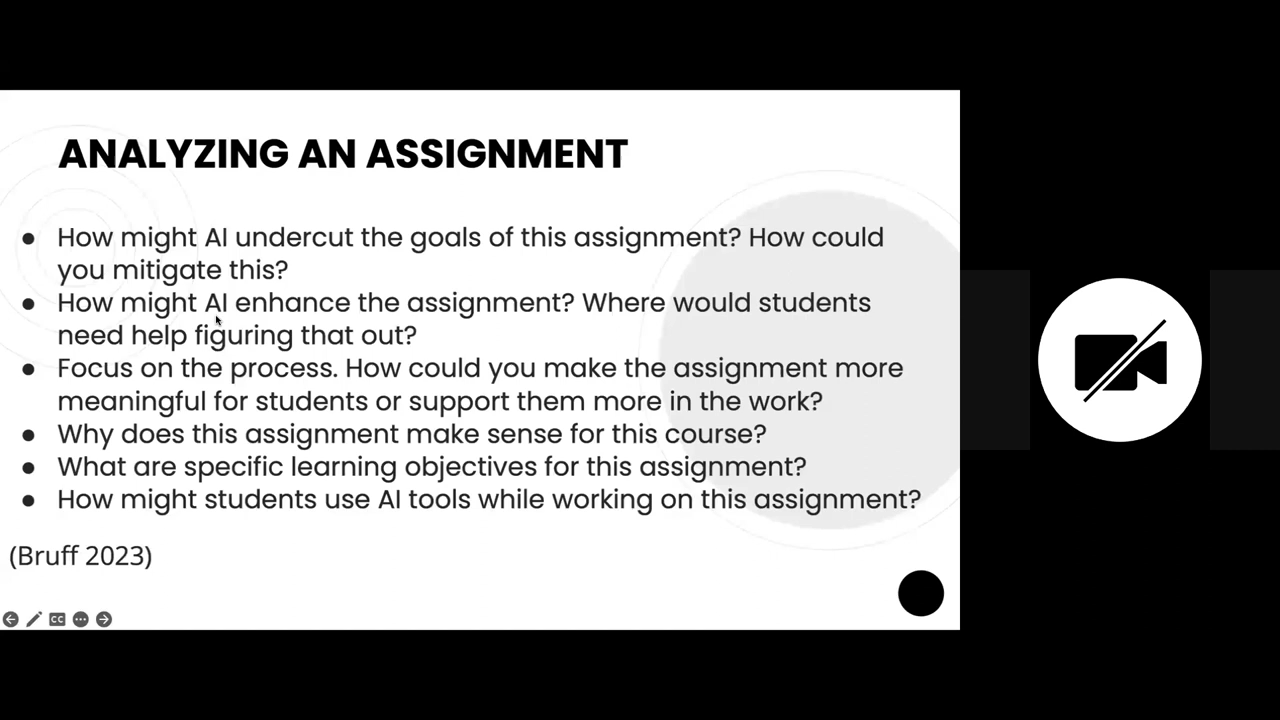 ANALYZING AN ASSIGNMENT
● How might AI undercut the goals of this assignment? How could
you mitigate this?
● How might AI enhance the assignment? Where would students
need help figuring that out?
● Focus on the process. How could you make the assignment more
meaningful for students or support them more in the work?
● Why does this assignment make sense for this course?
● What are specific learning objectives for this assignment?
● How might students use AI tools while working on this assignment?
(Bruff 2023)
CC